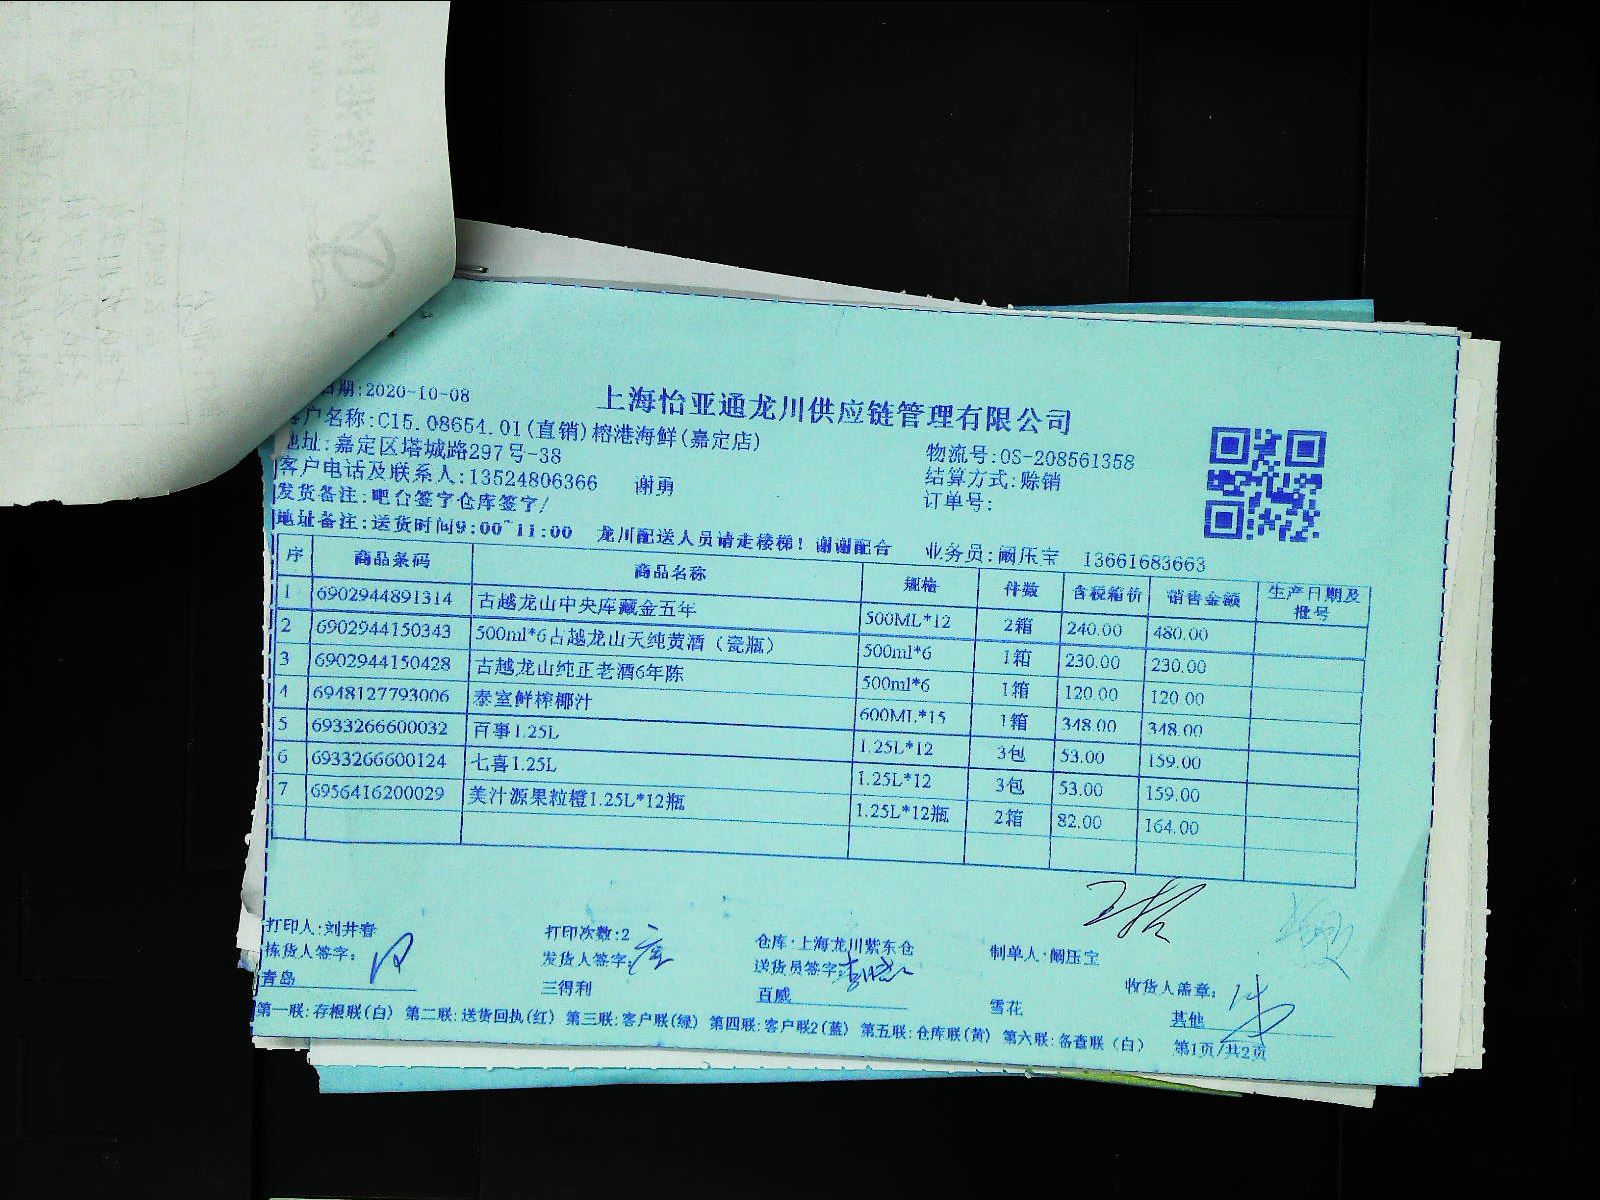 期:2020-10-08
上海怡亚通龙川供应链管理有限公司
客户名称:C15.08654.01(直销)榕港海鲜(嘉定店)
地址:嘉定区塔城路297号-38
物流号:OS-208561358
客户电话及联系人:13524806366 谢勇
结算方式:赊销
发货备注:吧台签字仓库签字/
订单号:
地址备注:送货时间9:00~11:00 龙川配送人员请走楼梯！谢谢配合 业务员:阚压宝 13661683663
序 商品条码 商品名称 规格 件数 含税箱价 销售金额 生产日期及批号
1 6902944891314 古越龙山中央库藏金五年 500ML*12 2箱 240.00 480.00
2 6902944150343 500ml*6古越龙山天纯黄酒（瓷瓶） 500ml*6 1箱 230.00 230.00
3 6902944150428 古越龙山纯正老酒6年陈 500ml*6 1箱 120.00 120.00
4 6948127793006 泰室鲜榨椰汁 600ML*15 1箱 348.00 348.00
5 6933266600032 百事1.25L 1.25L*12 3包 53.00 159.00
6 6933266600124 七喜1.25L 1.25L*12 3包 53.00 159.00
7 6956416200029 美汁源果粒橙1.25L*12瓶 1.25L*12瓶 2箱 82.00 164.00
打印人:刘井春 打印次数:2 仓库:上海龙川紫东仓 制单人:阚压宝
拣货人签字: 发货人签字: 送货员签字: 收货人盖章:
青岛 三得利 百威 雪花 其他
第一联:存根联(白) 第二联:送货回执(红) 第三联:客户联(绿) 第四联:客户联2(蓝) 第五联:仓库联(黄) 第六联:备查联（白） 第1页/共2页